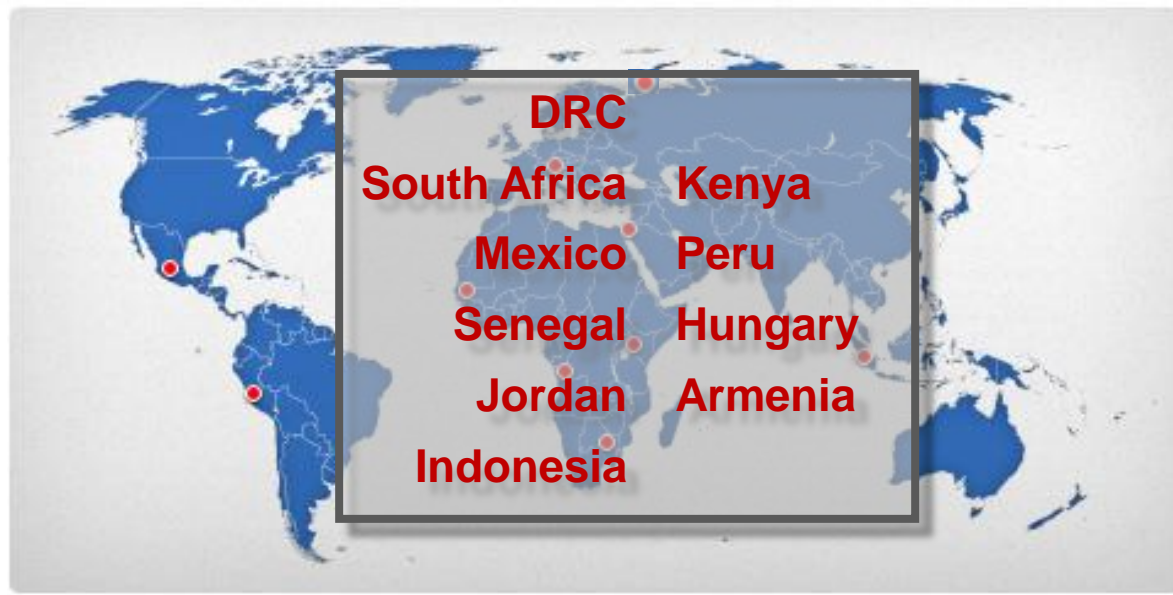 DRC
South Africa Kenya
Mexico Peru
Senegal Hungary
Jordan Armenia
Indonesia